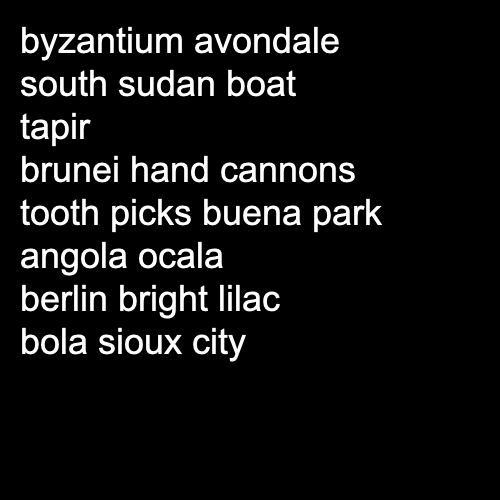 byzantium avondale
south sudan boat
tapir
brunei hand cannons
tooth picks buena park
angola ocala
berlin bright lilac
bola sioux city